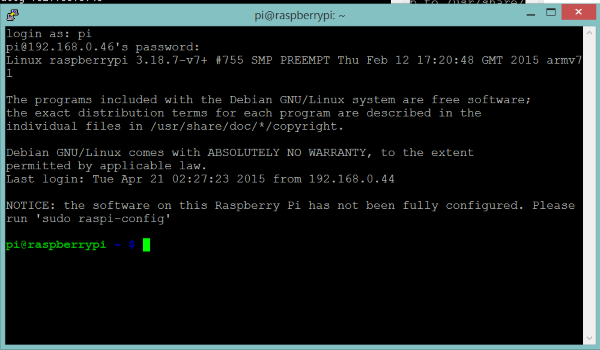 pi@raspberrypi: ~
login as: pi
pi@192.168.0.46's password:
Linux raspberrypi 3.18.7-v7+ #755 SMP PREEMPT Thu Feb 12 17:20:48 GMT 2015 armv7
l
The programs included with the Debian GNU/Linux system are free software;
the exact distribution terms for each program are described in the
individual files in /usr/share/doc/*/copyright.
Debian GNU/Linux comes with ABSOLUTELY NO WARRANTY, to the extent
permitted by applicable law.
Last login: Tue Apr 21 02:27:23 2015 from 192.168.0.44
NOTICE: the software on this Raspberry Pi has not been fully configured. Please
run 'sudo raspi-config'
pi@raspberrypi ~ $